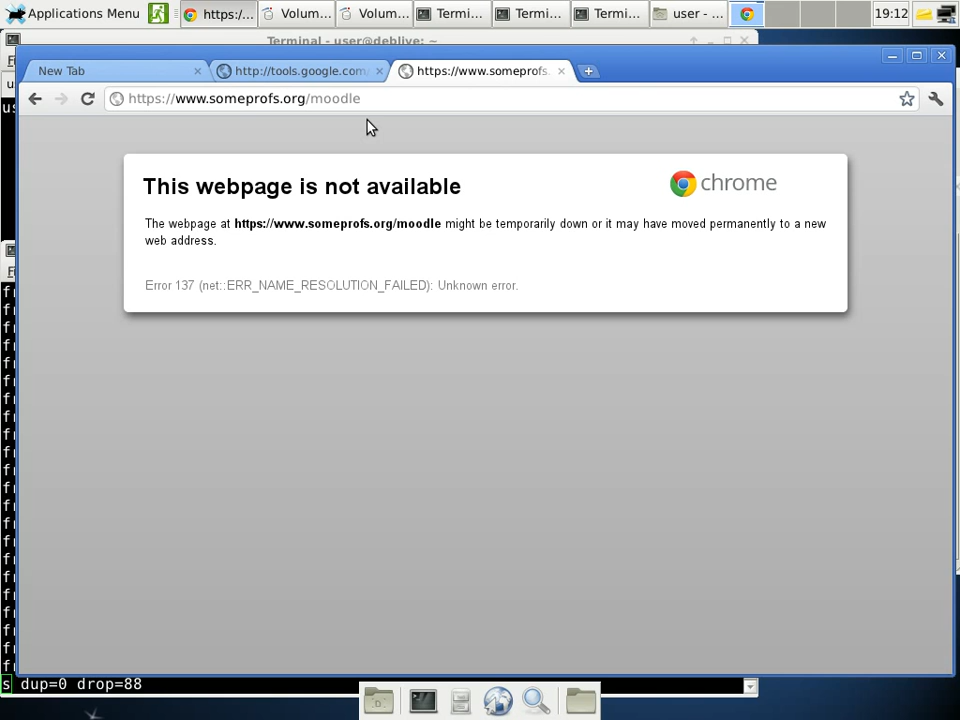 Applications Menu
https:/...
Volum...
Volum...
Termi...
Termi...
Termi...
user - ...
19:12
Terminal - user@deblive: ~
New Tab
http://tools.google.com/
https://www.someprofs.
https://www.someprofs.org/moodle
This webpage is not available
chrome
The webpage at https://www.someprofs.org/moodle might be temporarily down or it may have moved permanently to a new
web address.
Error 137 (net::ERR_NAME_RESOLUTION_FAILED): Unknown error.
s dup=0 drop=88